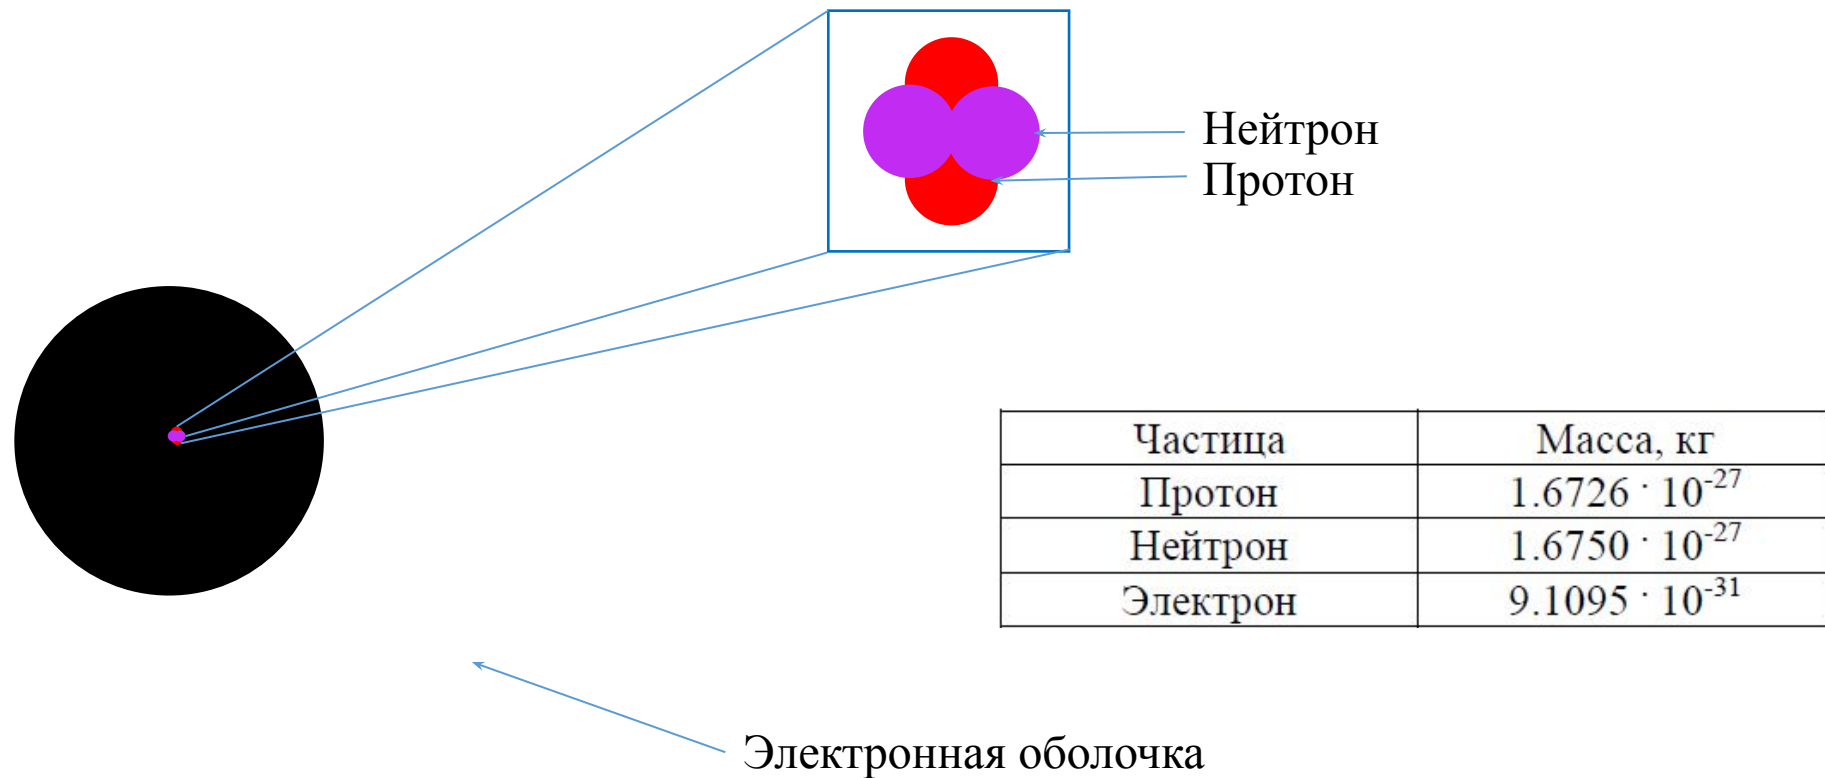 Нейтрон
Протон
Частица Масса, кг
Протон 1.6726 · 10⁻²⁷
Нейтрон 1.6750 · 10⁻²⁷
Электрон 9.1095 · 10⁻³¹
Электронная оболочка